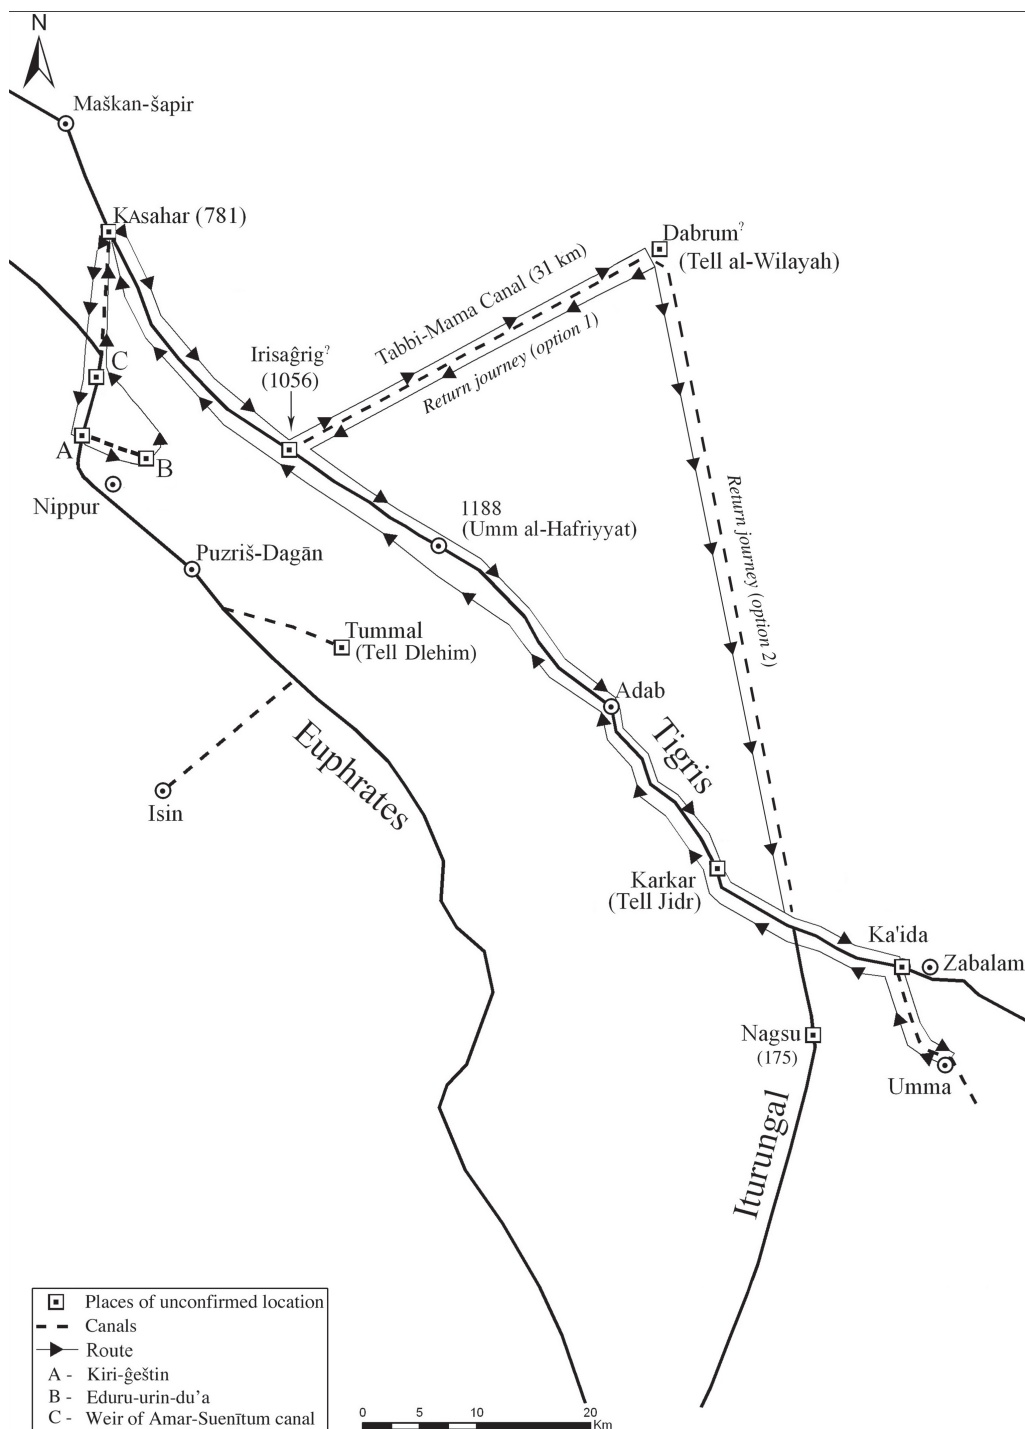 N
Maškan-šapir
KAsahar (781)
Dabrum?
(Tell al-Wilayah)
Tabbi-Mama Canal (31 km)
Return journey (option 1)
Irisaĝrig?
(1056)
C
A
B
Nippur
1188
(Umm al-Hafriyyat)
Return journey (option 2)
Puzriš-Dagān
Tummal
(Tell Dlehim)
Adab
Tigris
Euphrates
Isin
Karkar
(Tell Jidr)
Ka'ida
Zabalam
Nagsu
(175)
Umma
Iturungal
Places of unconfirmed location
Canals
Route
A - Kiri-ĝeštin
B - Eduru-urin-du'a
C - Weir of Amar-Suenītum canal
0 5 10 20
Km